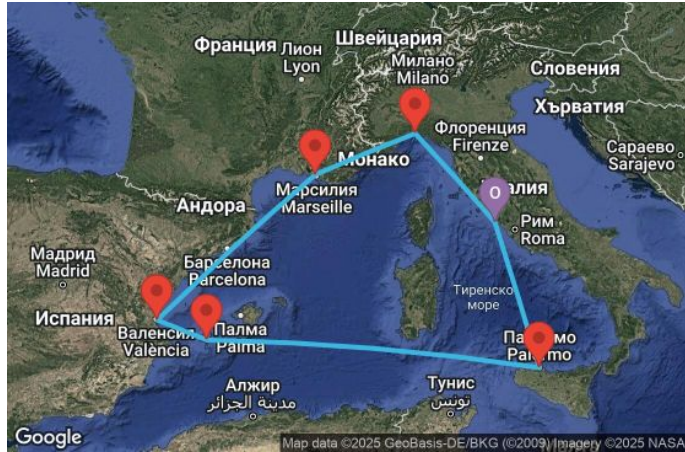 Франция
Лион
Lyon
Швейцария
Милано
Milano
Словения
Хърватия
Флоренция
Firenze
Сараево
Sarajevo
Монако
Марсилия
Marseille
Андора
O
Рим
Roma
Мадрид
Madrid
Барселона
Barcelona
Тиренско
море
Испания
Валенсия
València
Палма
Palma
Алжир
مدينة الجزائر
Тунис
تونس
Google
Map data ©2025 GeoBasis-DE/BKG (©2009) Imagery ©2025 NASA